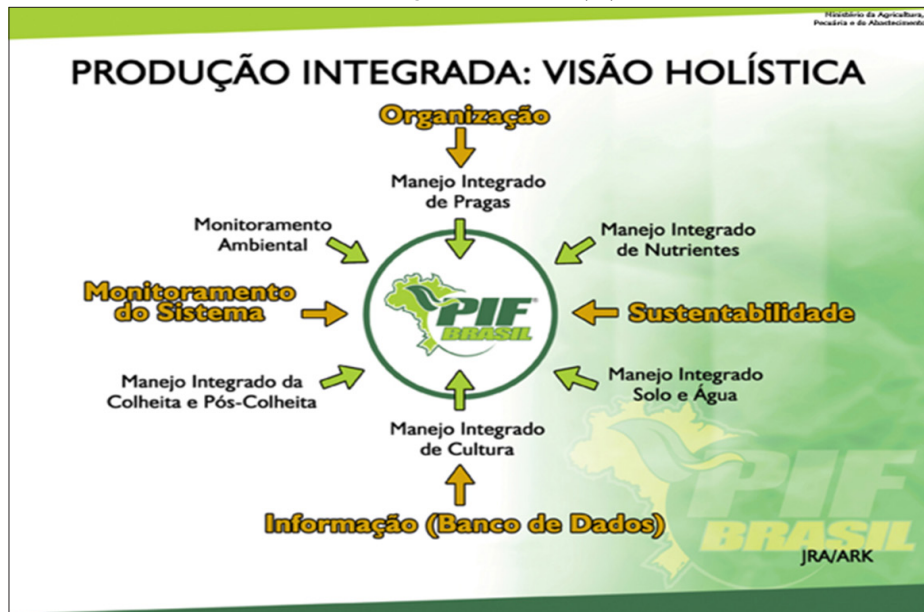 Ministério da Agricultura,
Pecuária e do Abastecimento
PRODUÇÃO INTEGRADA: VISÃO HOLÍSTICA
Organização
Manejo Integrado
de Pragas
Monitoramento
Ambiental
Manejo Integrado
de Nutrientes
Monitoramento
do Sistema
PIF
BRASIL
Sustentabilidade
Manejo Integrado da
Colheita e Pós-Colheita
Manejo Integrado
Solo e Água
Manejo Integrado
de Cultura
Informação (Banco de Dados)
PIF
BRASIL
JRA/ARK